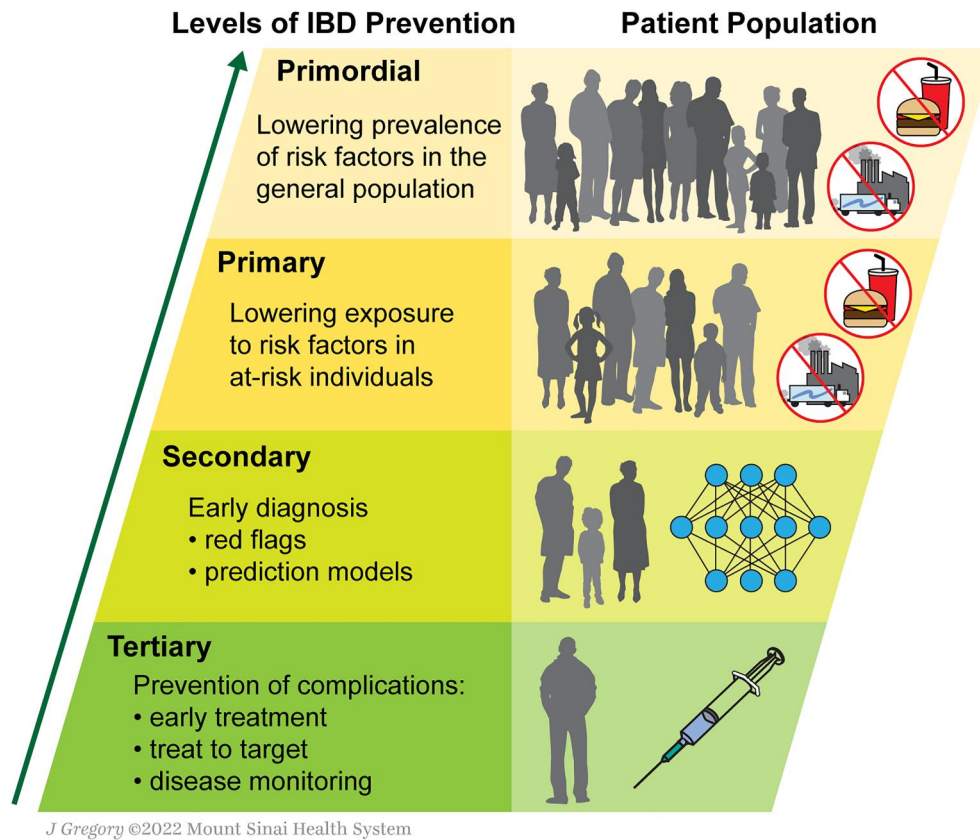 Levels of IBD Prevention
Patient Population
Primordial
Lowering prevalence
of risk factors in the
general population
Primary
Lowering exposure
to risk factors in
at-risk individuals
Secondary
Early diagnosis
• red flags
• prediction models
Tertiary
Prevention of complications:
• early treatment
• treat to target
• disease monitoring
J Gregory ©2022 Mount Sinai Health System